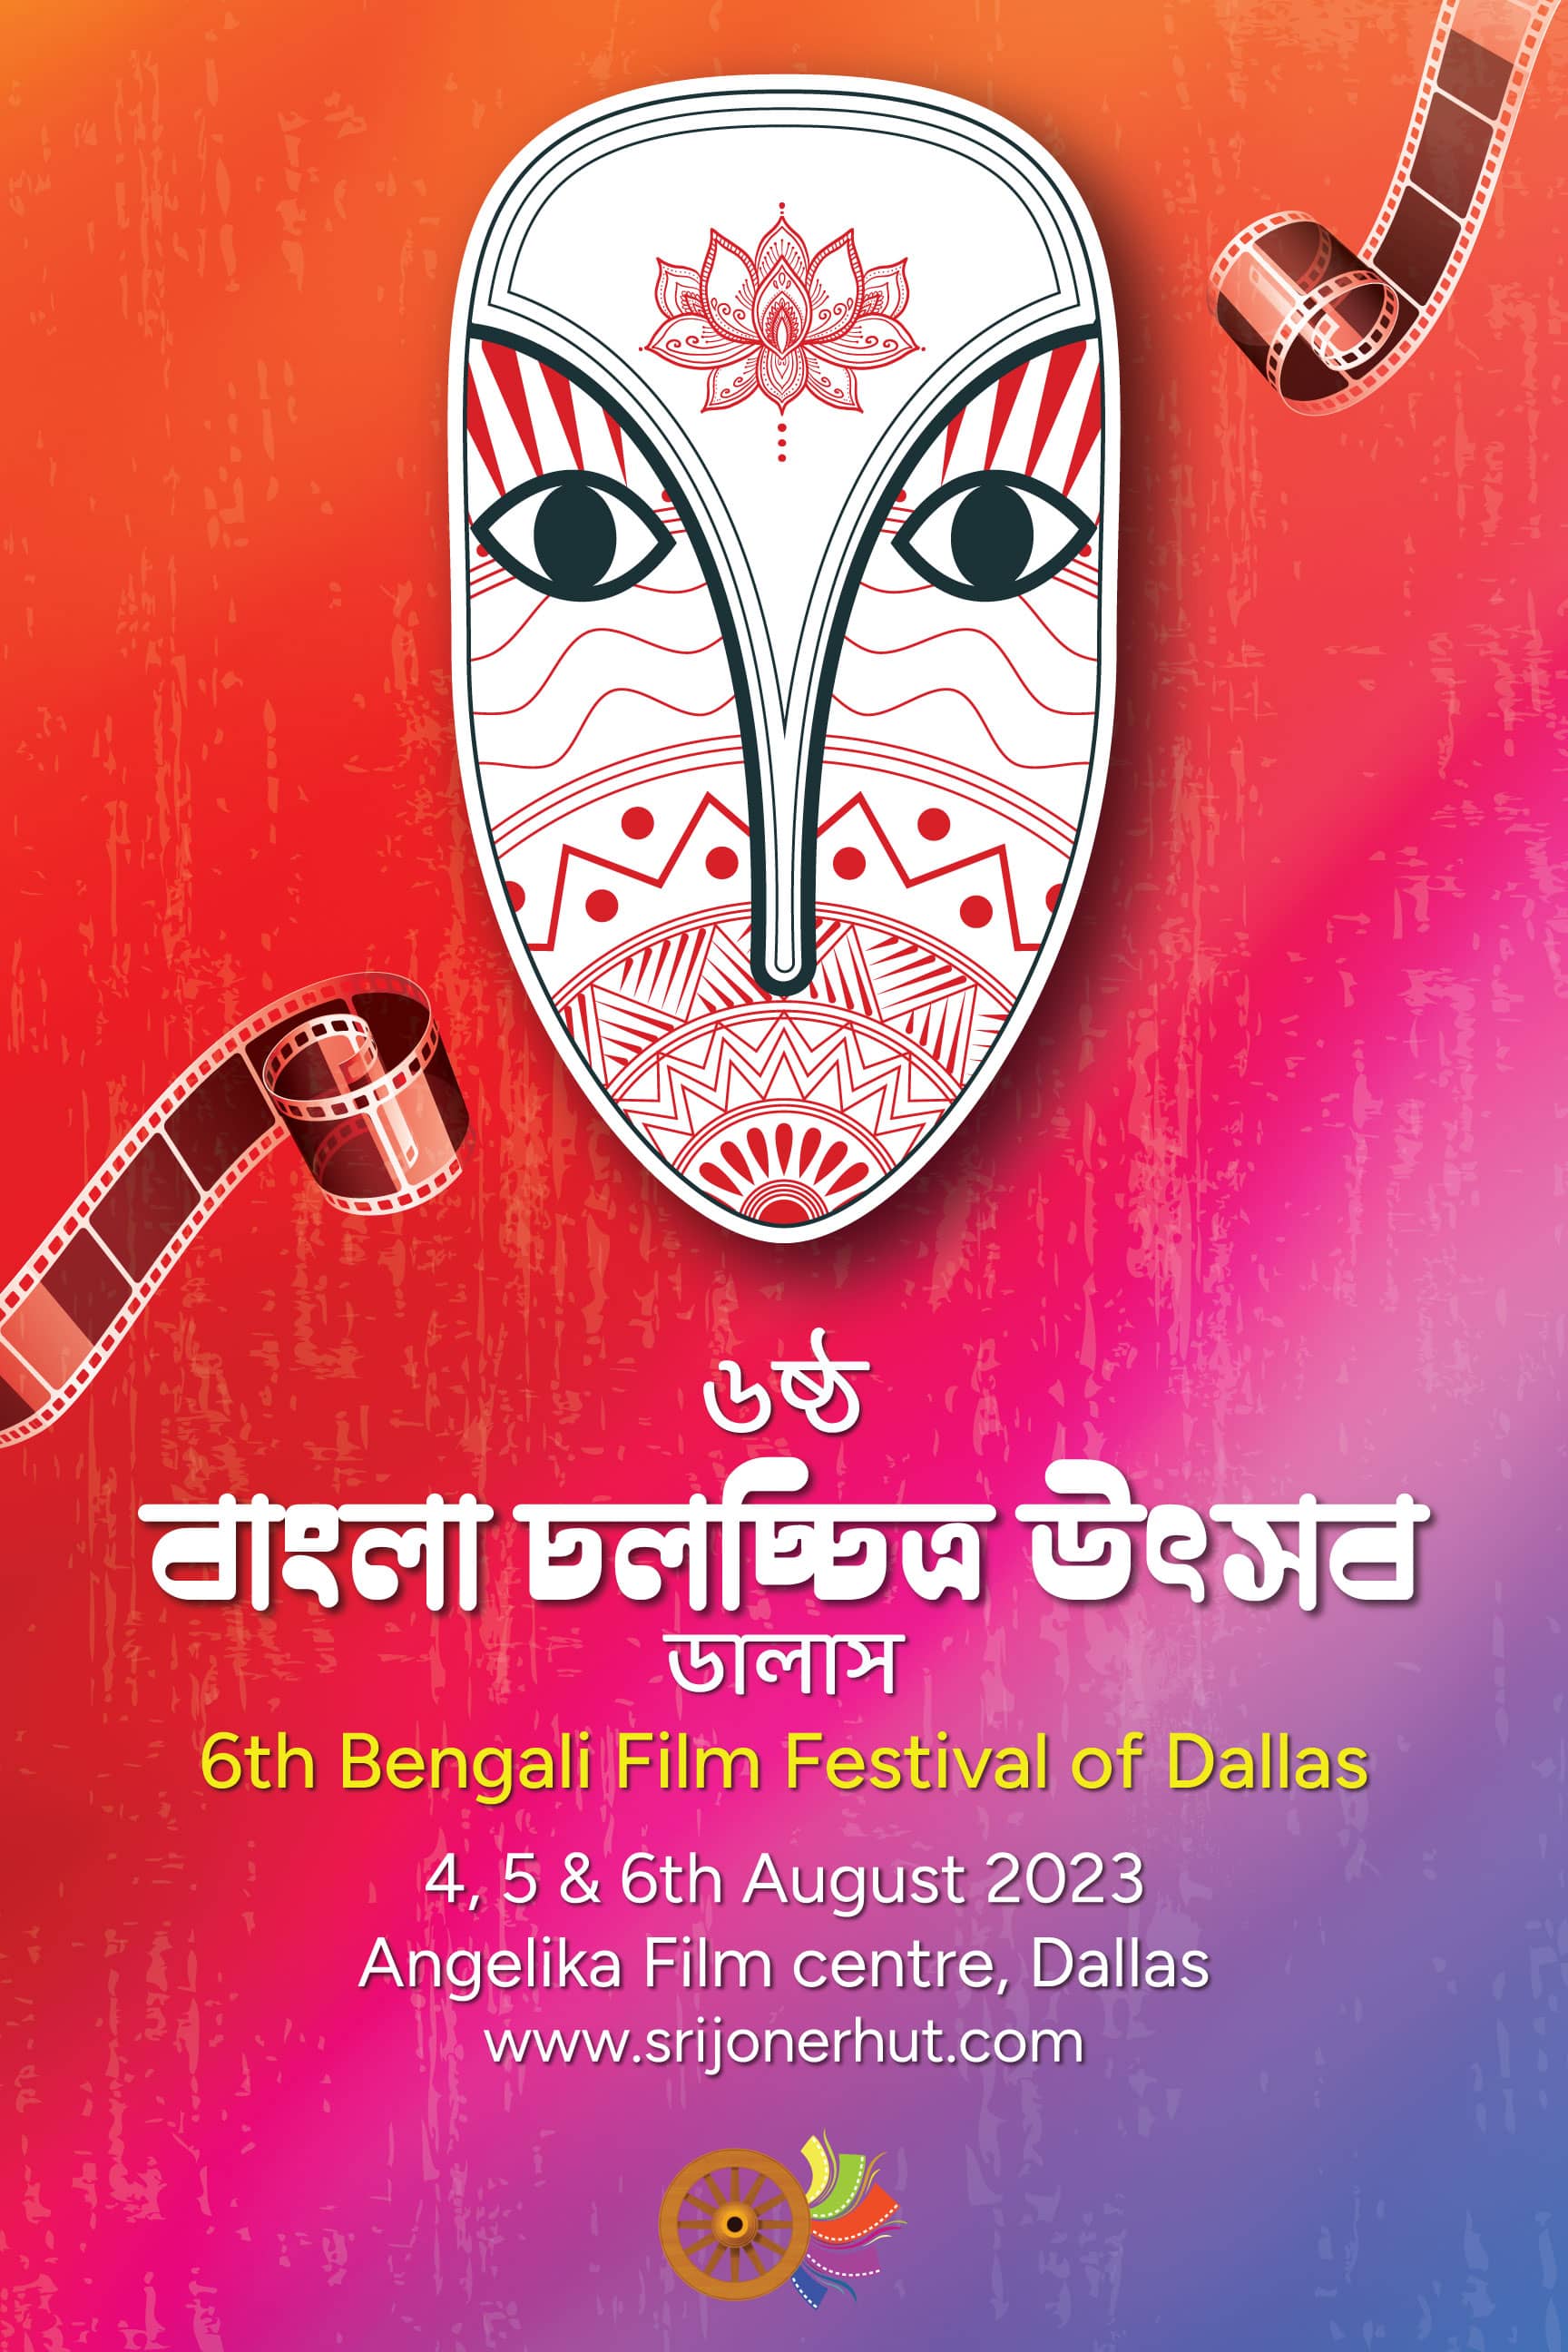 ৬ষ্ঠ
বাংলা চলচ্চিত্র উৎসব
ডালাস
6th Bengali Film Festival of Dallas
4, 5 & 6th August 2023
Angelika Film centre, Dallas
www.srijonerhut.com